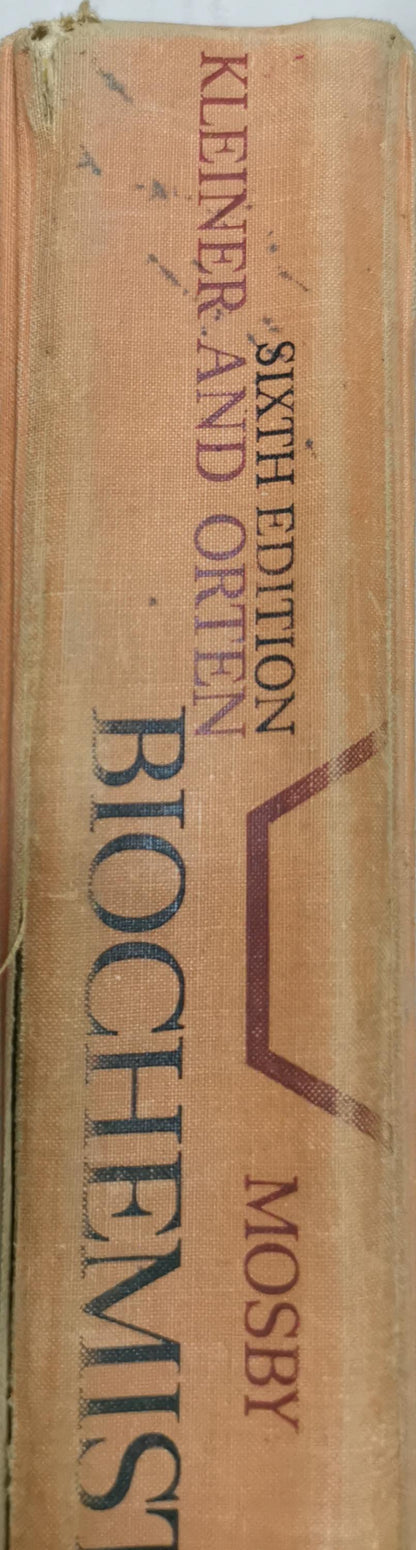 SIXTH EDITION
MOSBY
KLEINER AND ORTEN
BIOCHEMIST